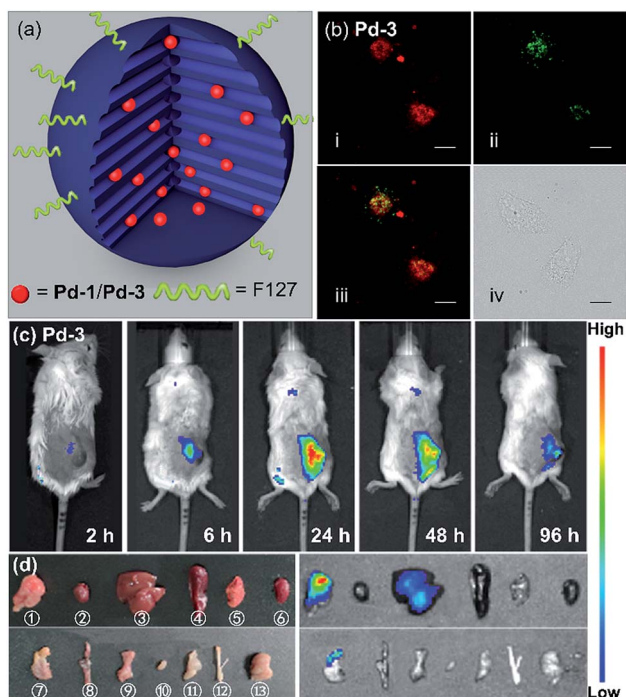 (a)
= Pd-1/Pd-3 = F127
(b) Pd-3
i
ii
iii
iv
(c) Pd-3
2 h
6 h
24 h
48 h
96 h
High
Low
(d)
① ② ③ ④ ⑤ ⑥
⑦ ⑧ ⑨ ⑩ ⑪ ⑫ ⑬